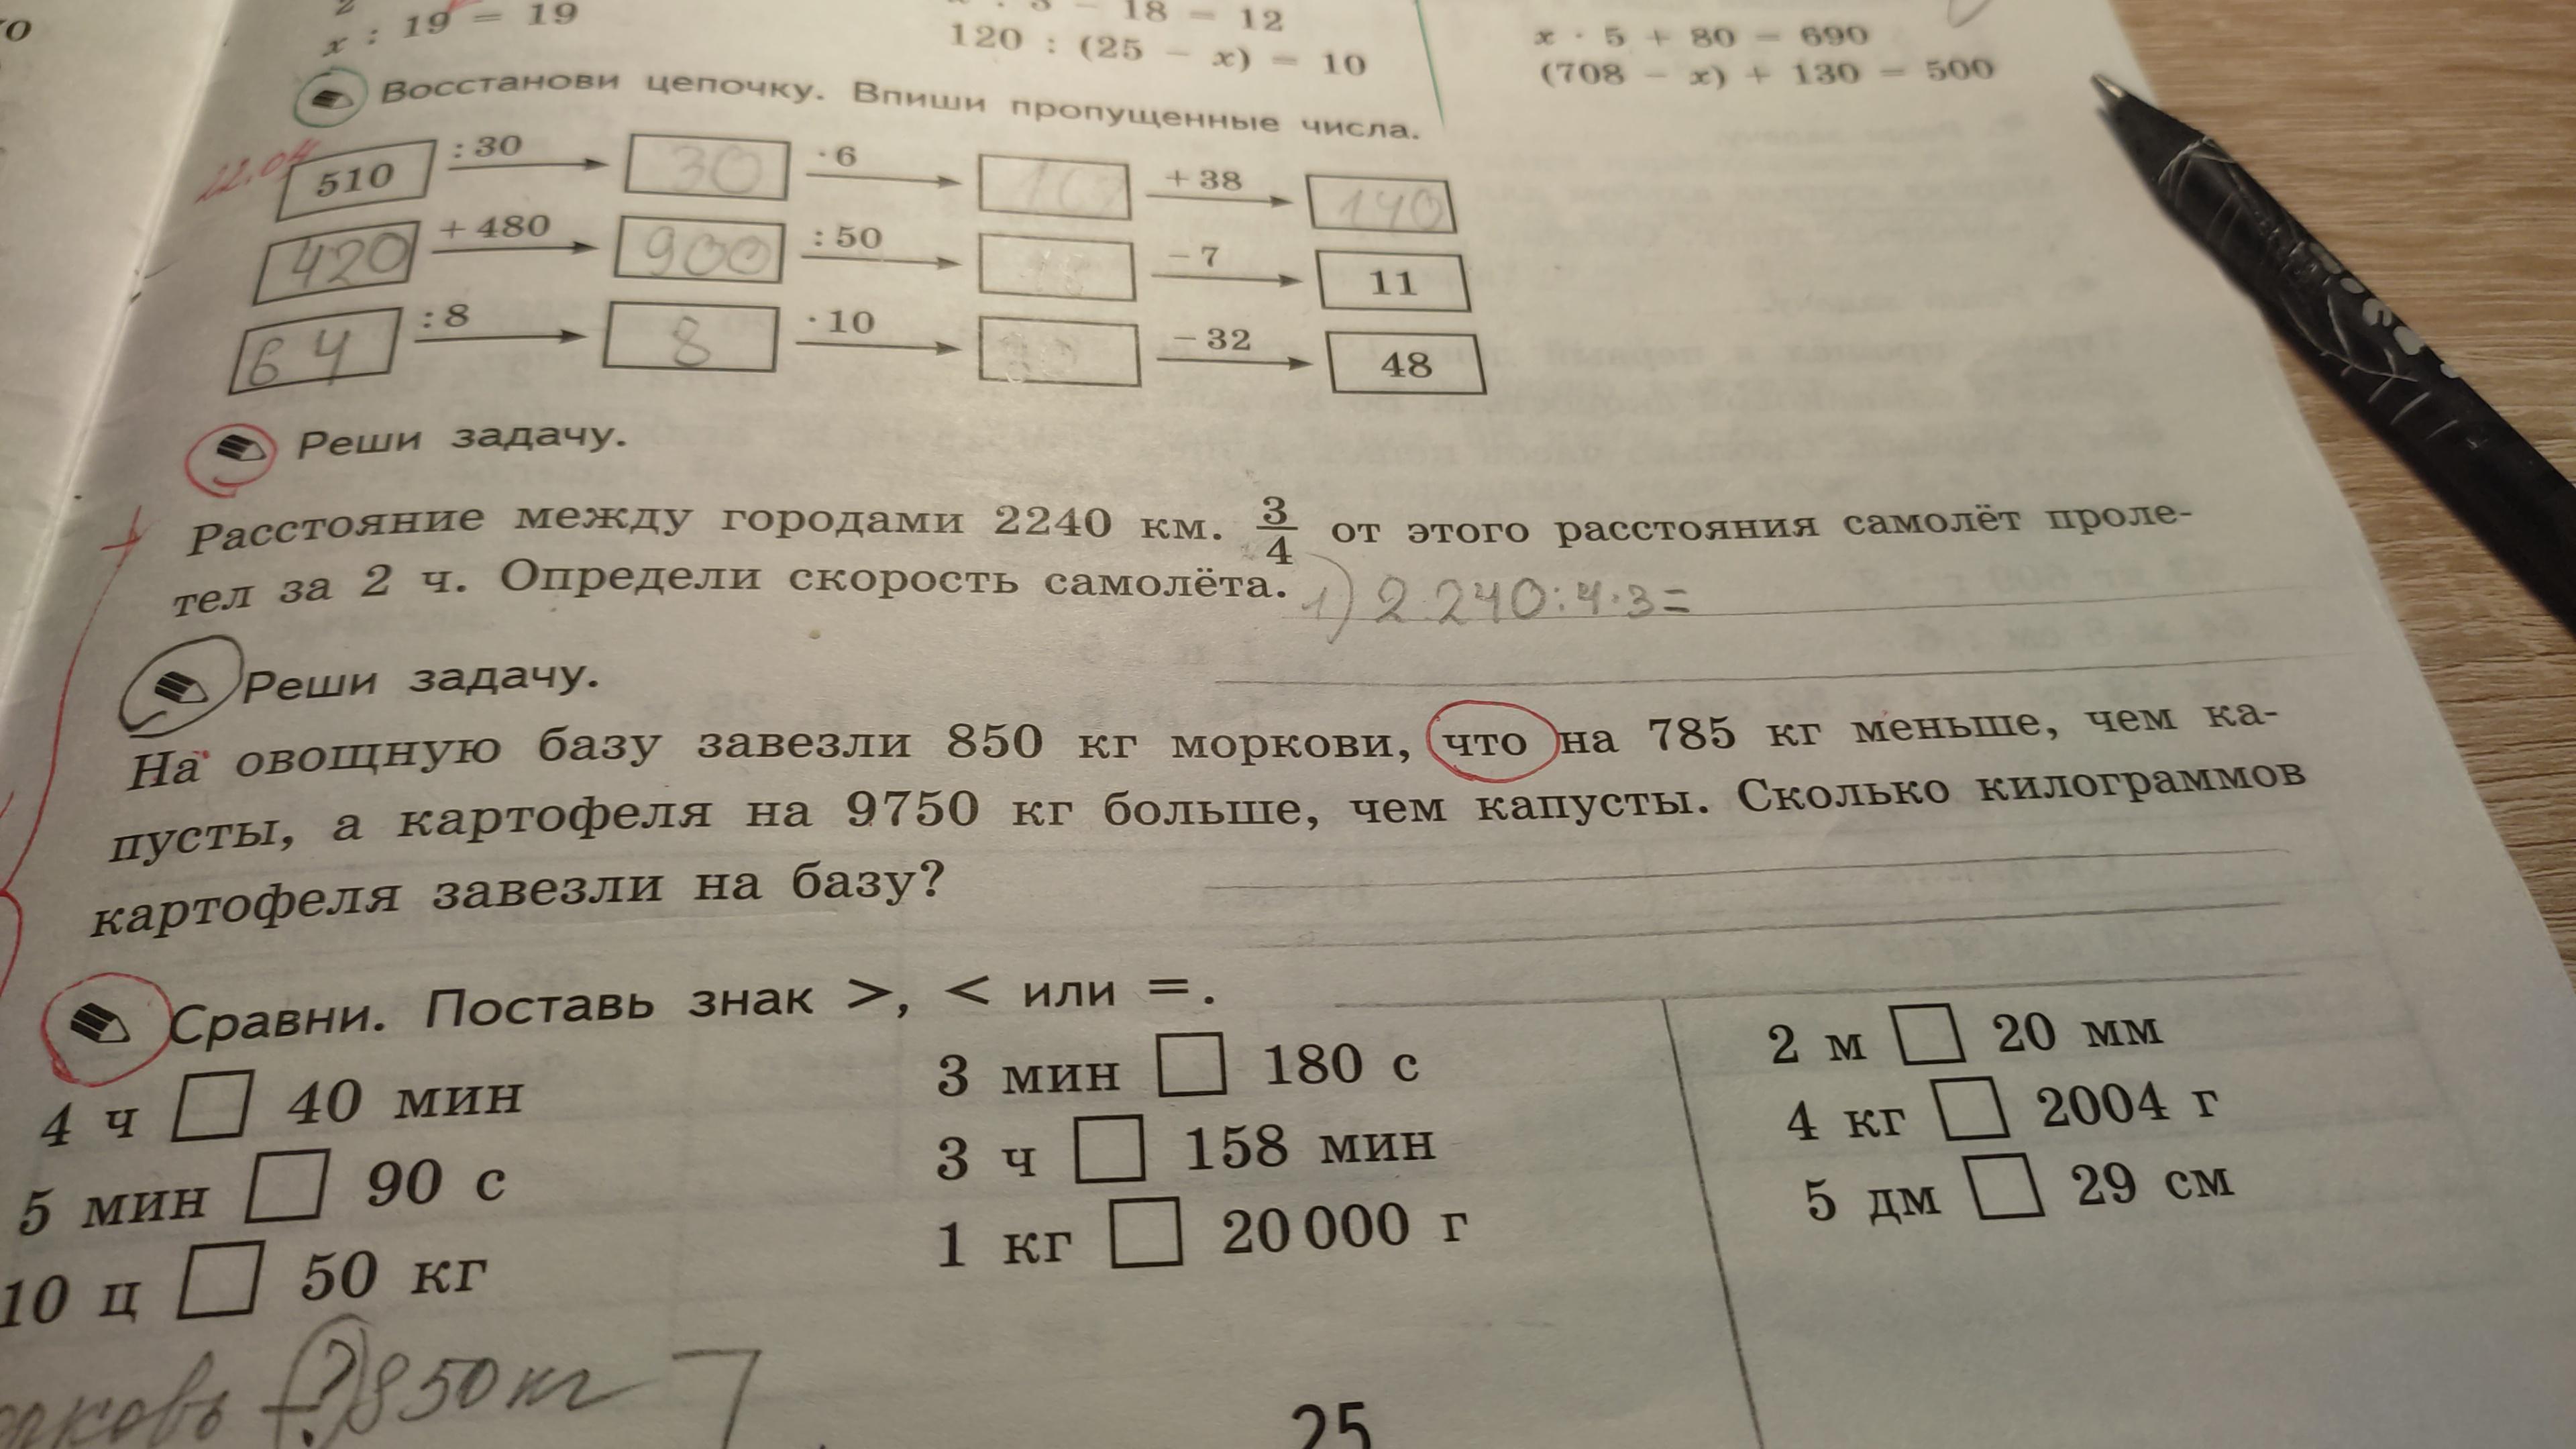 x : 19 = 19
18 = 12
120 : (25 − x) = 10
x · 5 + 80 = 690
(708 − x) + 130 = 500
Восстанови цепочку. Впиши пропущенные числа.
22.04
510 : 30 30 · 6 + 38 140
420 + 480 900 : 50 18 − 7 11
64 : 8 8 · 10 − 32 48
Реши задачу.
Расстояние между городами 2240 км. 3/4 от этого расстояния самолёт проле-
тел за 2 ч. Определи скорость самолёта. 1) 2 240:4·3=
Реши задачу.
На овощную базу завезли 850 кг моркови, что на 785 кг меньше, чем ка-
пусты, а картофеля на 9750 кг больше, чем капусты. Сколько килограммов
картофеля завезли на базу?
Сравни. Поставь знак >, < или =.
4 ч □ 40 мин
5 мин □ 90 с
10 ц □ 50 кг
3 мин □ 180 с
3 ч □ 158 мин
1 кг □ 20 000 г
2 м □ 20 мм
4 кг □ 2004 г
5 дм □ 29 см
850 кг
25